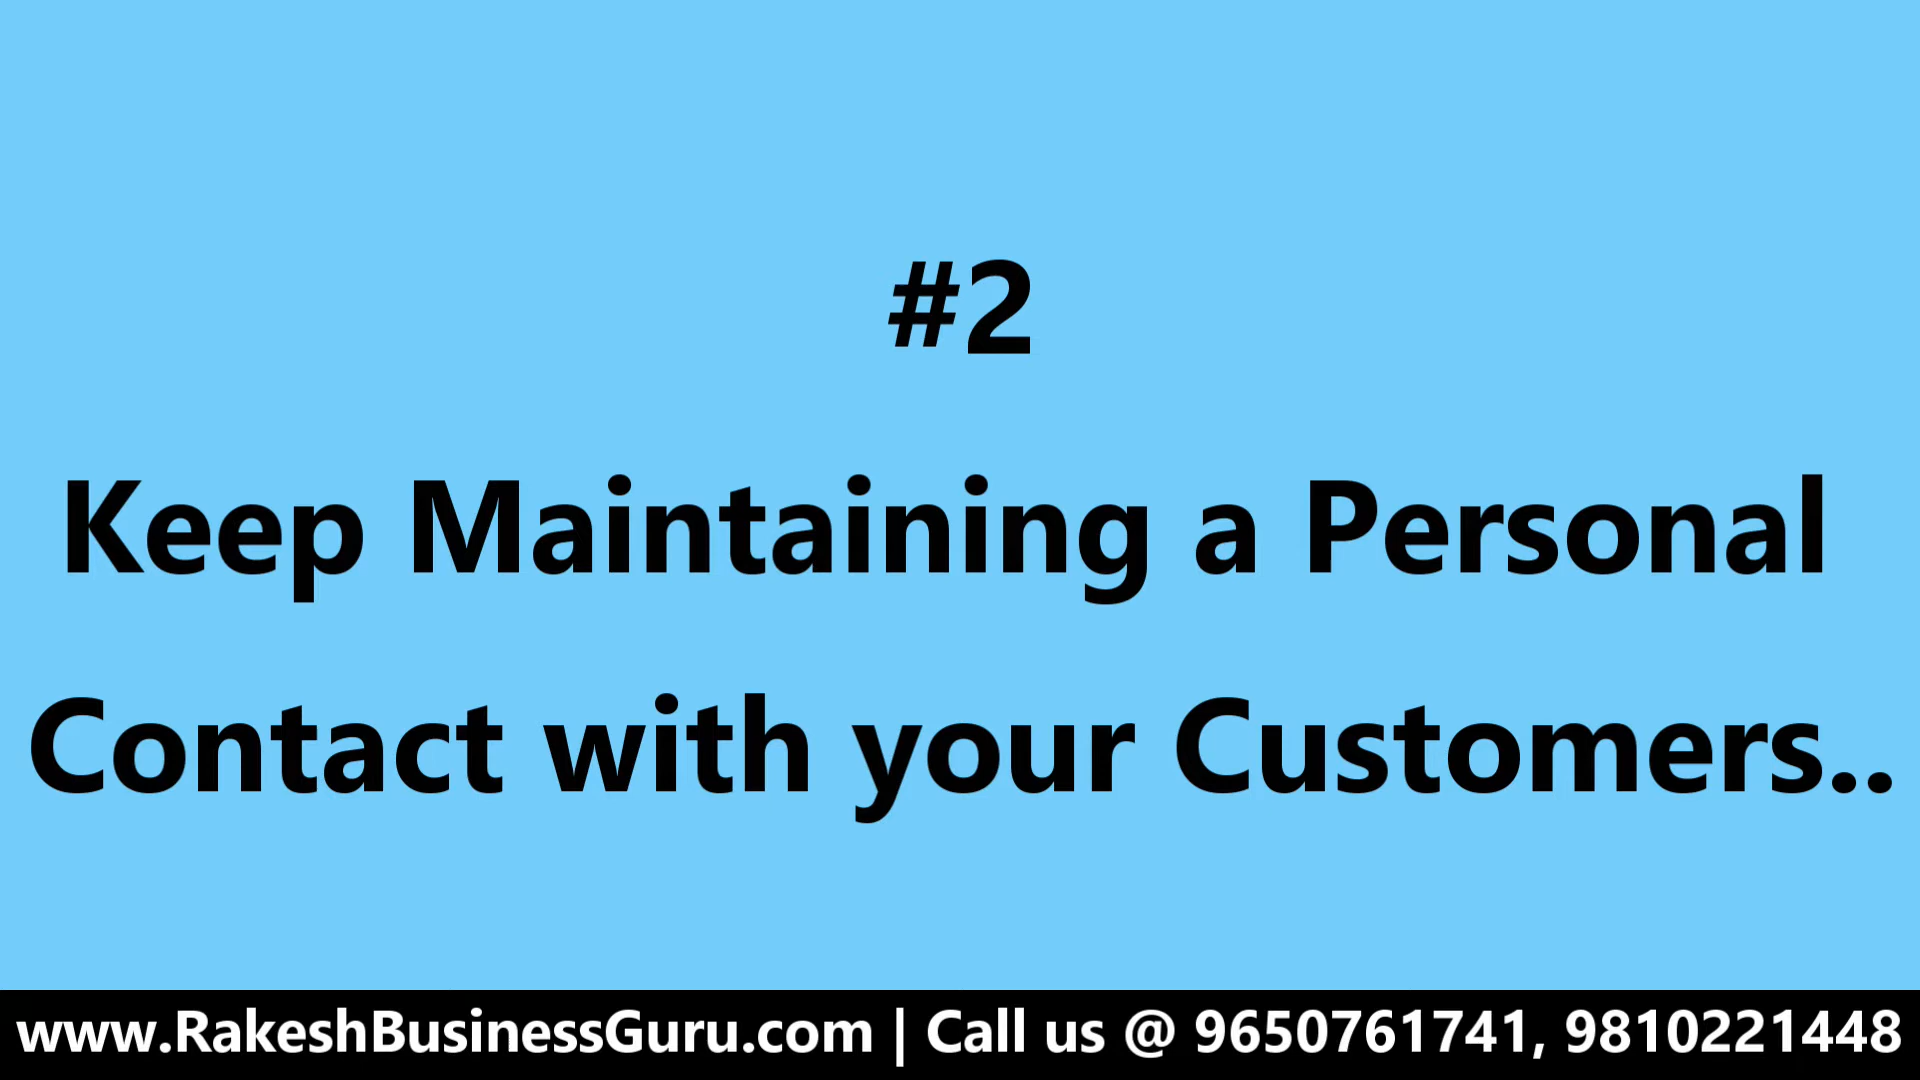 #2
Keep Maintaining a Personal
Contact with your Customers..
www.RakeshBusinessGuru.com | Call us @ 9650761741, 9810221448